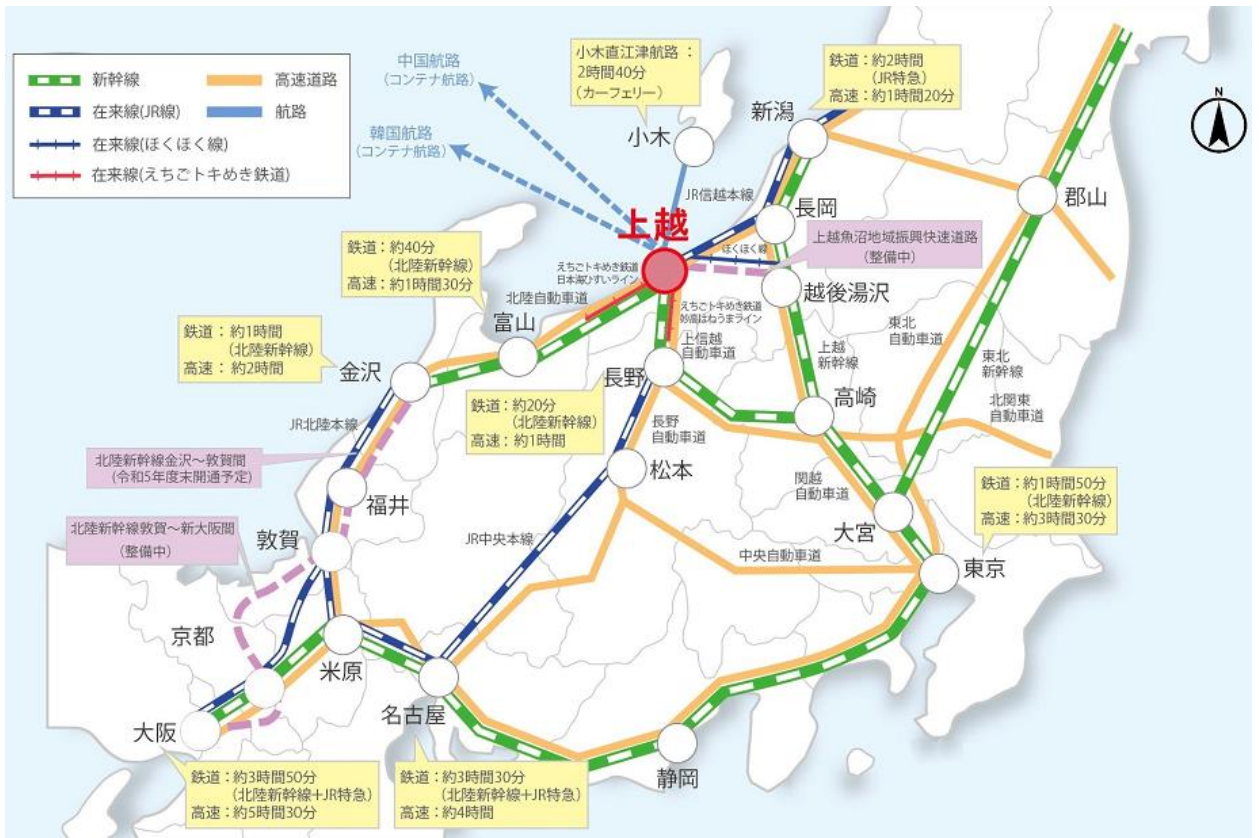 新幹線
高速道路
在来線(JR線)
航路
在来線(ほくほく線)
在来線(えちごトキめき鉄道)
中国航路
(コンテナ航路)
韓国航路
(コンテナ航路)
小木直江津航路：
2時間40分
(カーフェリー)
小木
鉄道：約2時間
(JR特急)
高速：約1時間20分
新潟
N
JR信越本線
長岡
郡山
上越
ほくほく線
上越魚沼地域振興快速道路
(整備中)
越後湯沢
鉄道：約40分
(北陸新幹線)
高速：約1時間30分
えちごトキめき鉄道
日本海ひすいライン
北陸自動車道
富山
えちごトキめき鉄道
妙高はねうまライン
上信越
自動車道
上越
新幹線
東北
自動車道
東北
新幹線
北関東
自動車道
鉄道：約1時間
(北陸新幹線)
高速：約2時間
金沢
長野
鉄道：約20分
(北陸新幹線)
高速：約1時間
長野
自動車道
高崎
JR北陸本線
北陸新幹線金沢～敦賀間
(令和5年度末開通予定)
福井
松本
関越
自動車道
大宮
鉄道：約1時間50分
(北陸新幹線)
高速：約3時間30分
北陸新幹線敦賀～新大阪間
(整備中)
敦賀
JR中央本線
中央自動車道
東京
京都
米原
名古屋
大阪
静岡
鉄道：約3時間50分
(北陸新幹線+JR特急)
高速：約5時間30分
鉄道：約3時間30分
(北陸新幹線+JR特急)
高速：約4時間